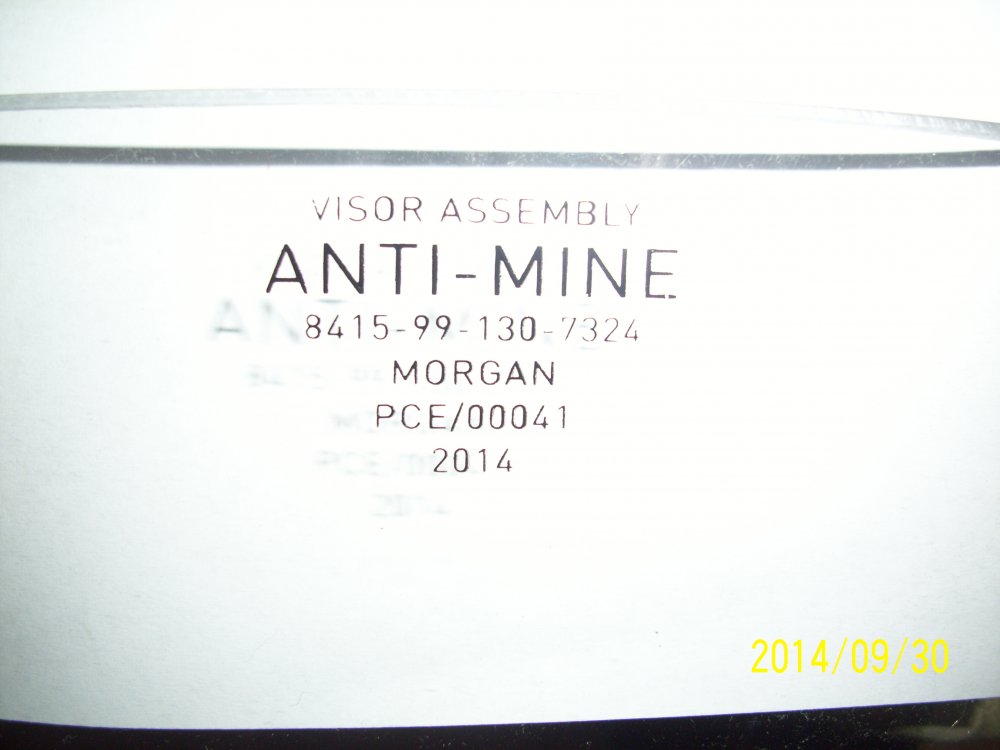 VISOR ASSEMBLY
ANTI-MINE
8415-99-130-7324
MORGAN
PCE/00041
2014
2014/09/30